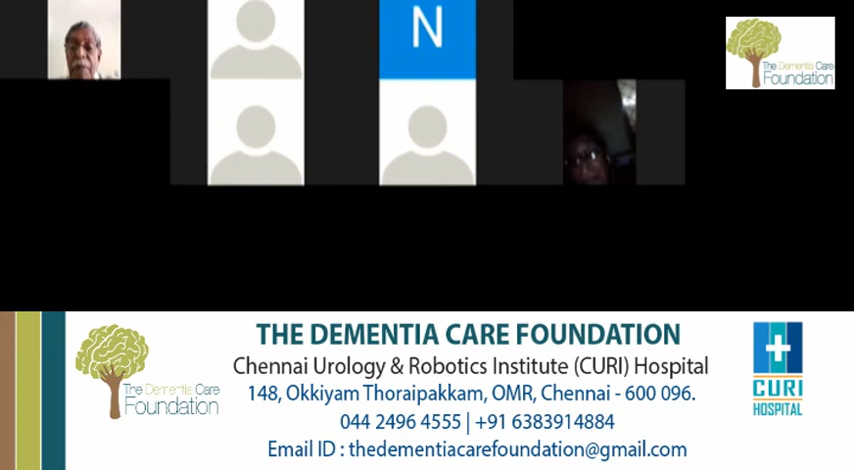 N
The Dementia Care
Foundation
THE DEMENTIA CARE FOUNDATION
Chennai Urology & Robotics Institute (CURI) Hospital
148, Okkiyam Thoraipakkam, OMR, Chennai - 600 096.
044 2496 4555 | +91 6383914884
Email ID : thedementiacarefoundation@gmail.com
The Dementia Care
Foundation
CURI
HOSPITAL